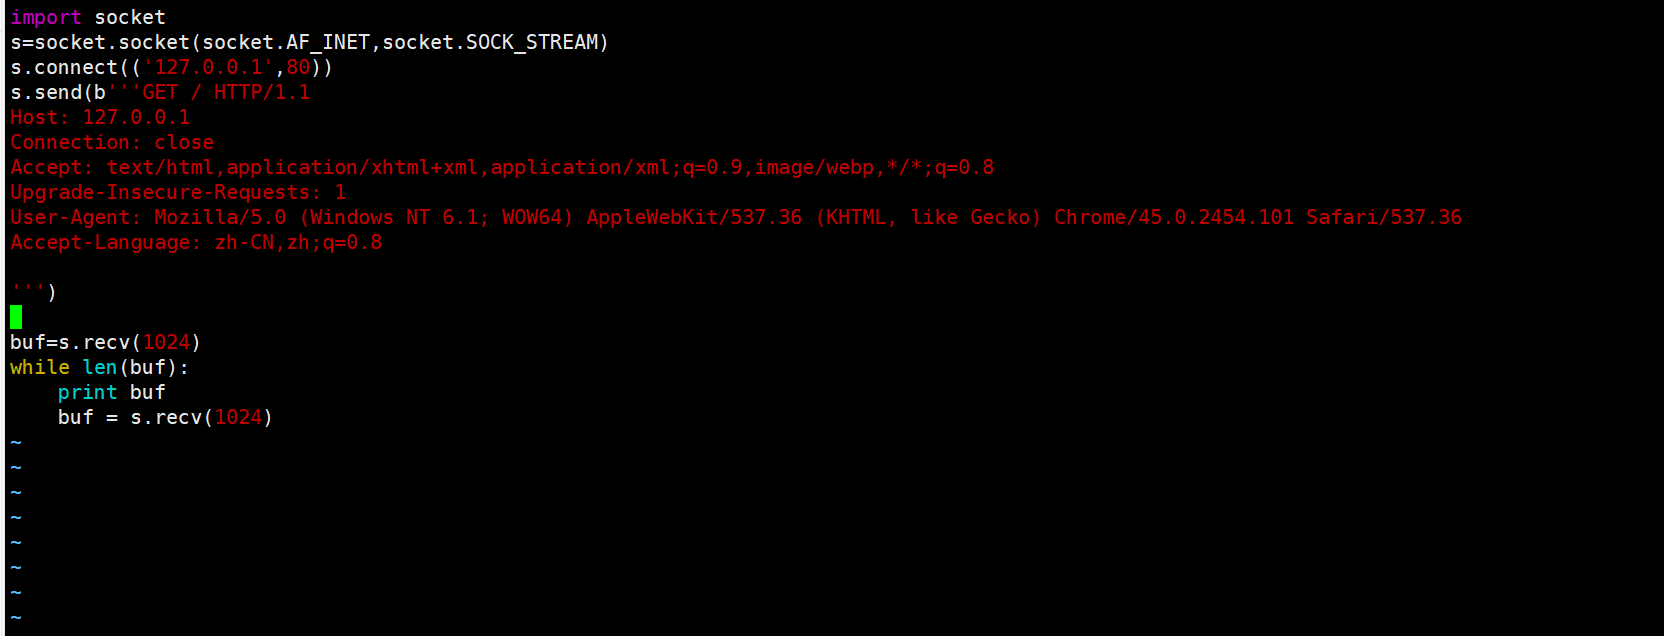 import socket
s=socket.socket(socket.AF_INET,socket.SOCK_STREAM)
s.connect(('127.0.0.1',80))
s.send(b'''GET / HTTP/1.1
Host: 127.0.0.1
Connection: close
Accept: text/html,application/xhtml+xml,application/xml;q=0.9,image/webp,*/*;q=0.8
Upgrade-Insecure-Requests: 1
User-Agent: Mozilla/5.0 (Windows NT 6.1; WOW64) AppleWebKit/537.36 (KHTML, like Gecko) Chrome/45.0.2454.101 Safari/537.36
Accept-Language: zh-CN,zh;q=0.8

''')

buf=s.recv(1024)
while len(buf):
    print buf
    buf = s.recv(1024)
~
~
~
~
~
~
~
~